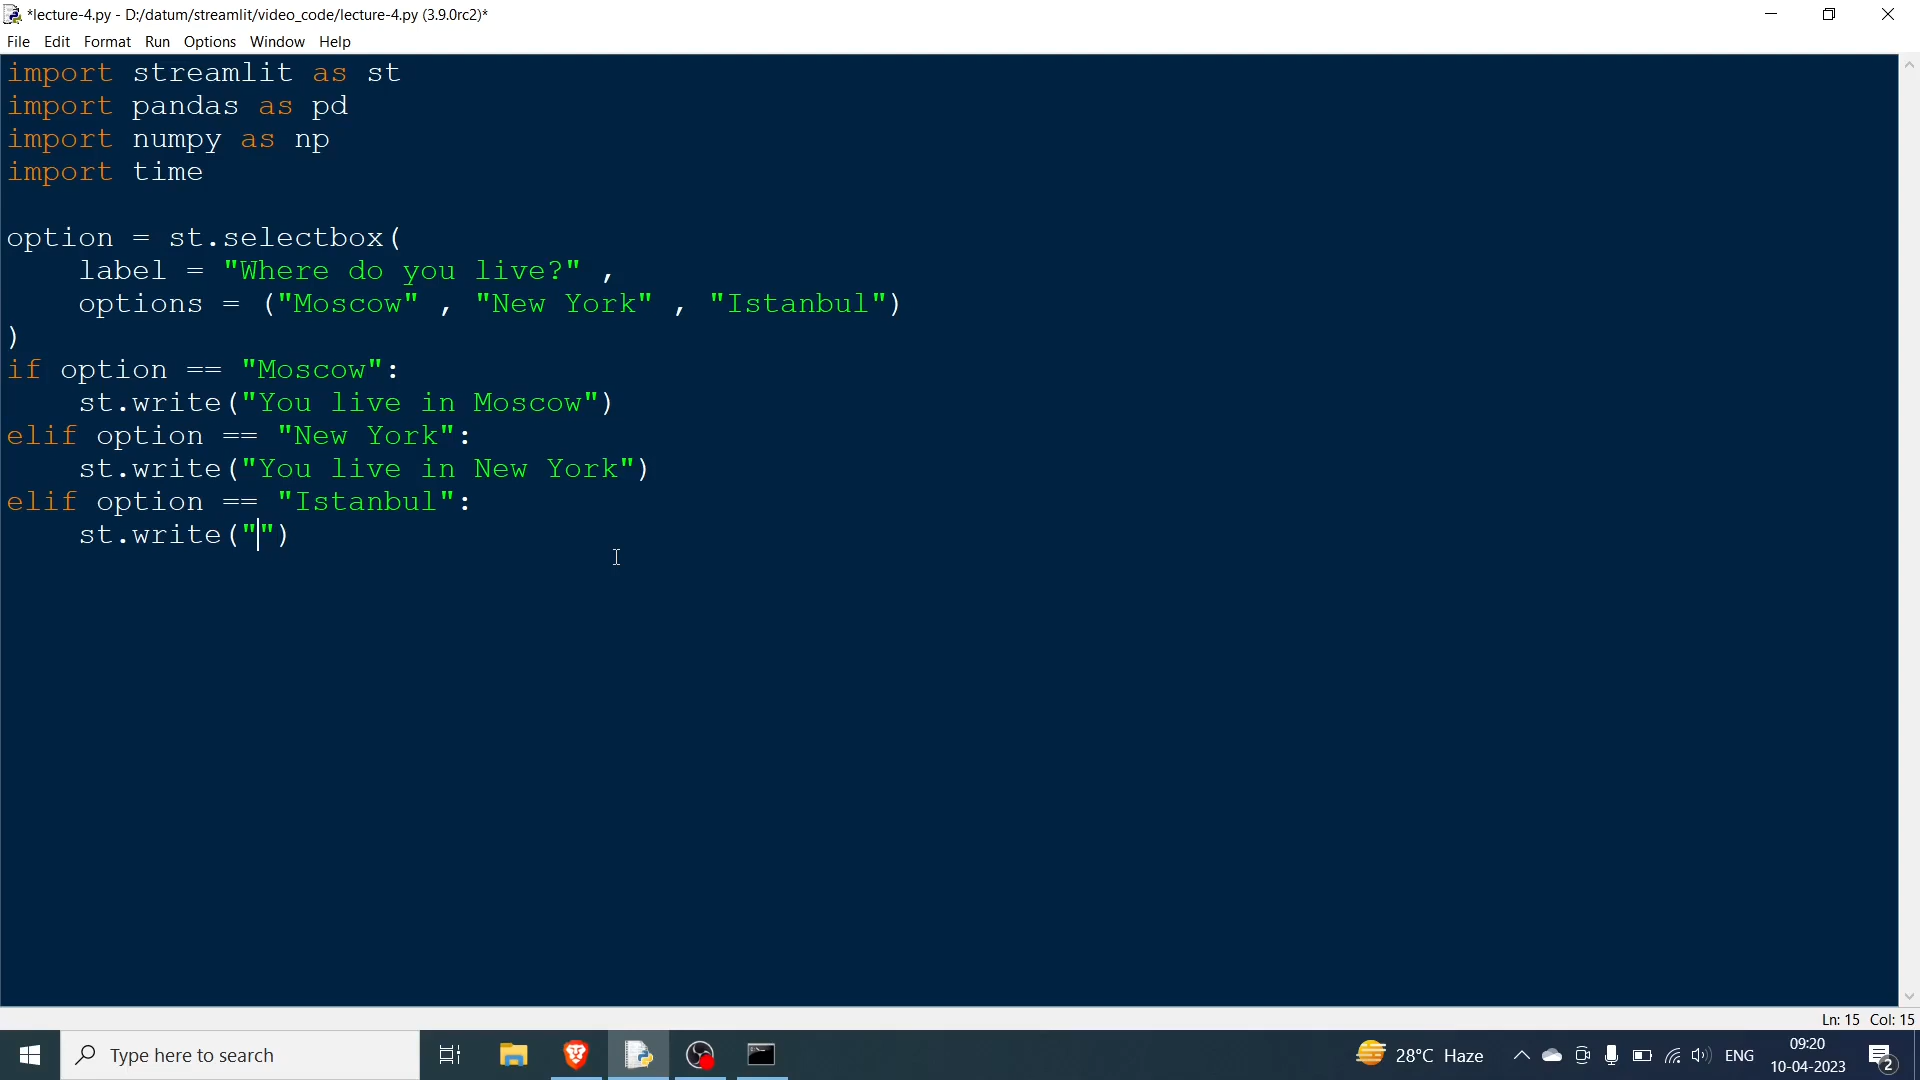 *lecture-4.py - D:/datum/streamlit/video_code/lecture-4.py (3.9.0rc2)*
File Edit Format Run Options Window Help
import streamlit as st
import pandas as pd
import numpy as np
import time
option = st.selectbox(
    label = "Where do you live?" ,
    options = ("Moscow" , "New York" , "Istanbul")
)
if option == "Moscow":
    st.write("You live in Moscow")
elif option == "New York":
    st.write("You live in New York")
elif option == "Istanbul":
    st.write("")
Ln: 15 Col: 15
Type here to search
28°C Haze
ENG
09:20
10-04-2023
2